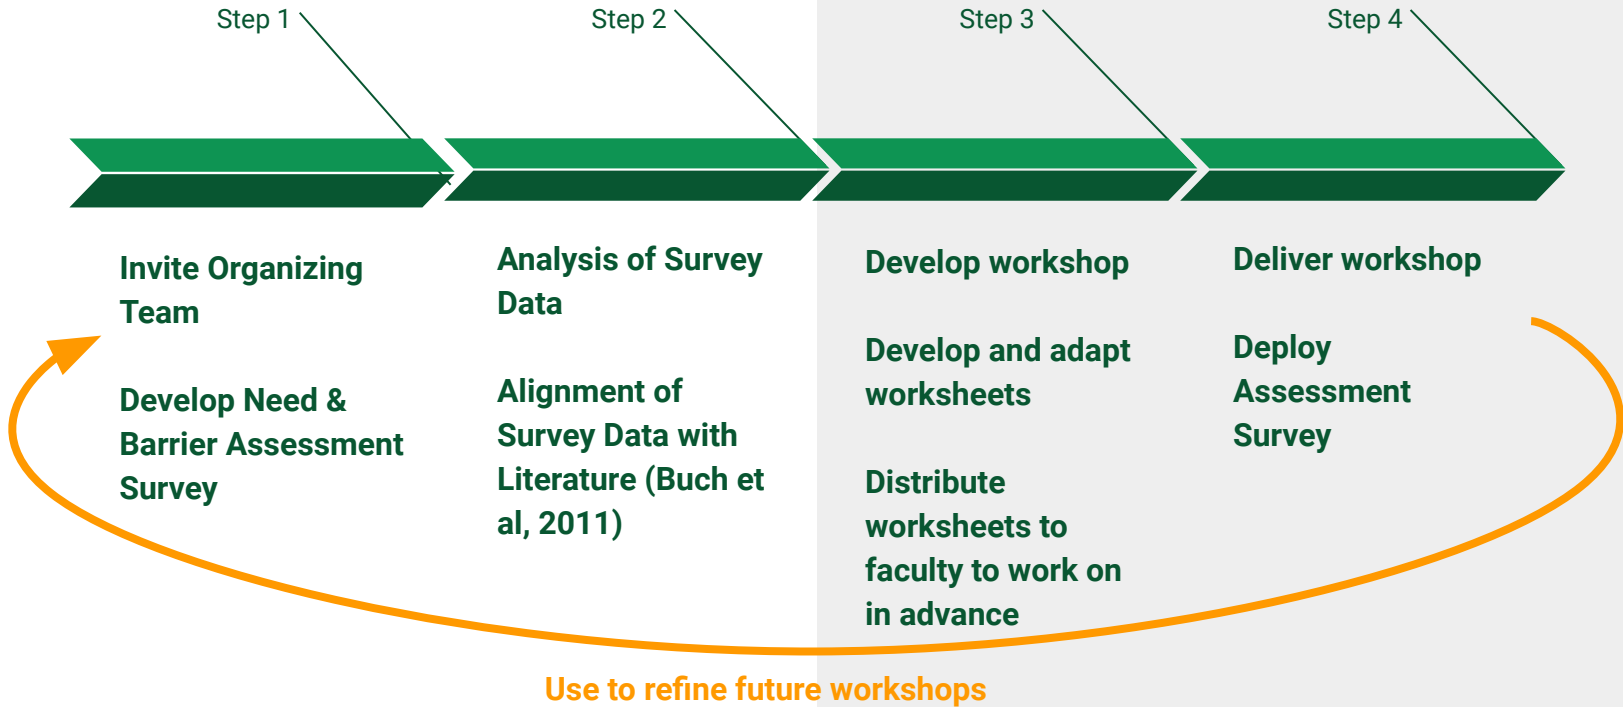 Step 1
Step 2
Step 3
Step 4
Invite Organizing
Team
Develop Need &
Barrier Assessment
Survey
Analysis of Survey
Data
Alignment of
Survey Data with
Literature (Buch et
al, 2011)
Develop workshop
Develop and adapt
worksheets
Distribute
worksheets to
faculty to work on
in advance
Deliver workshop
Deploy
Assessment
Survey
Use to refine future workshops